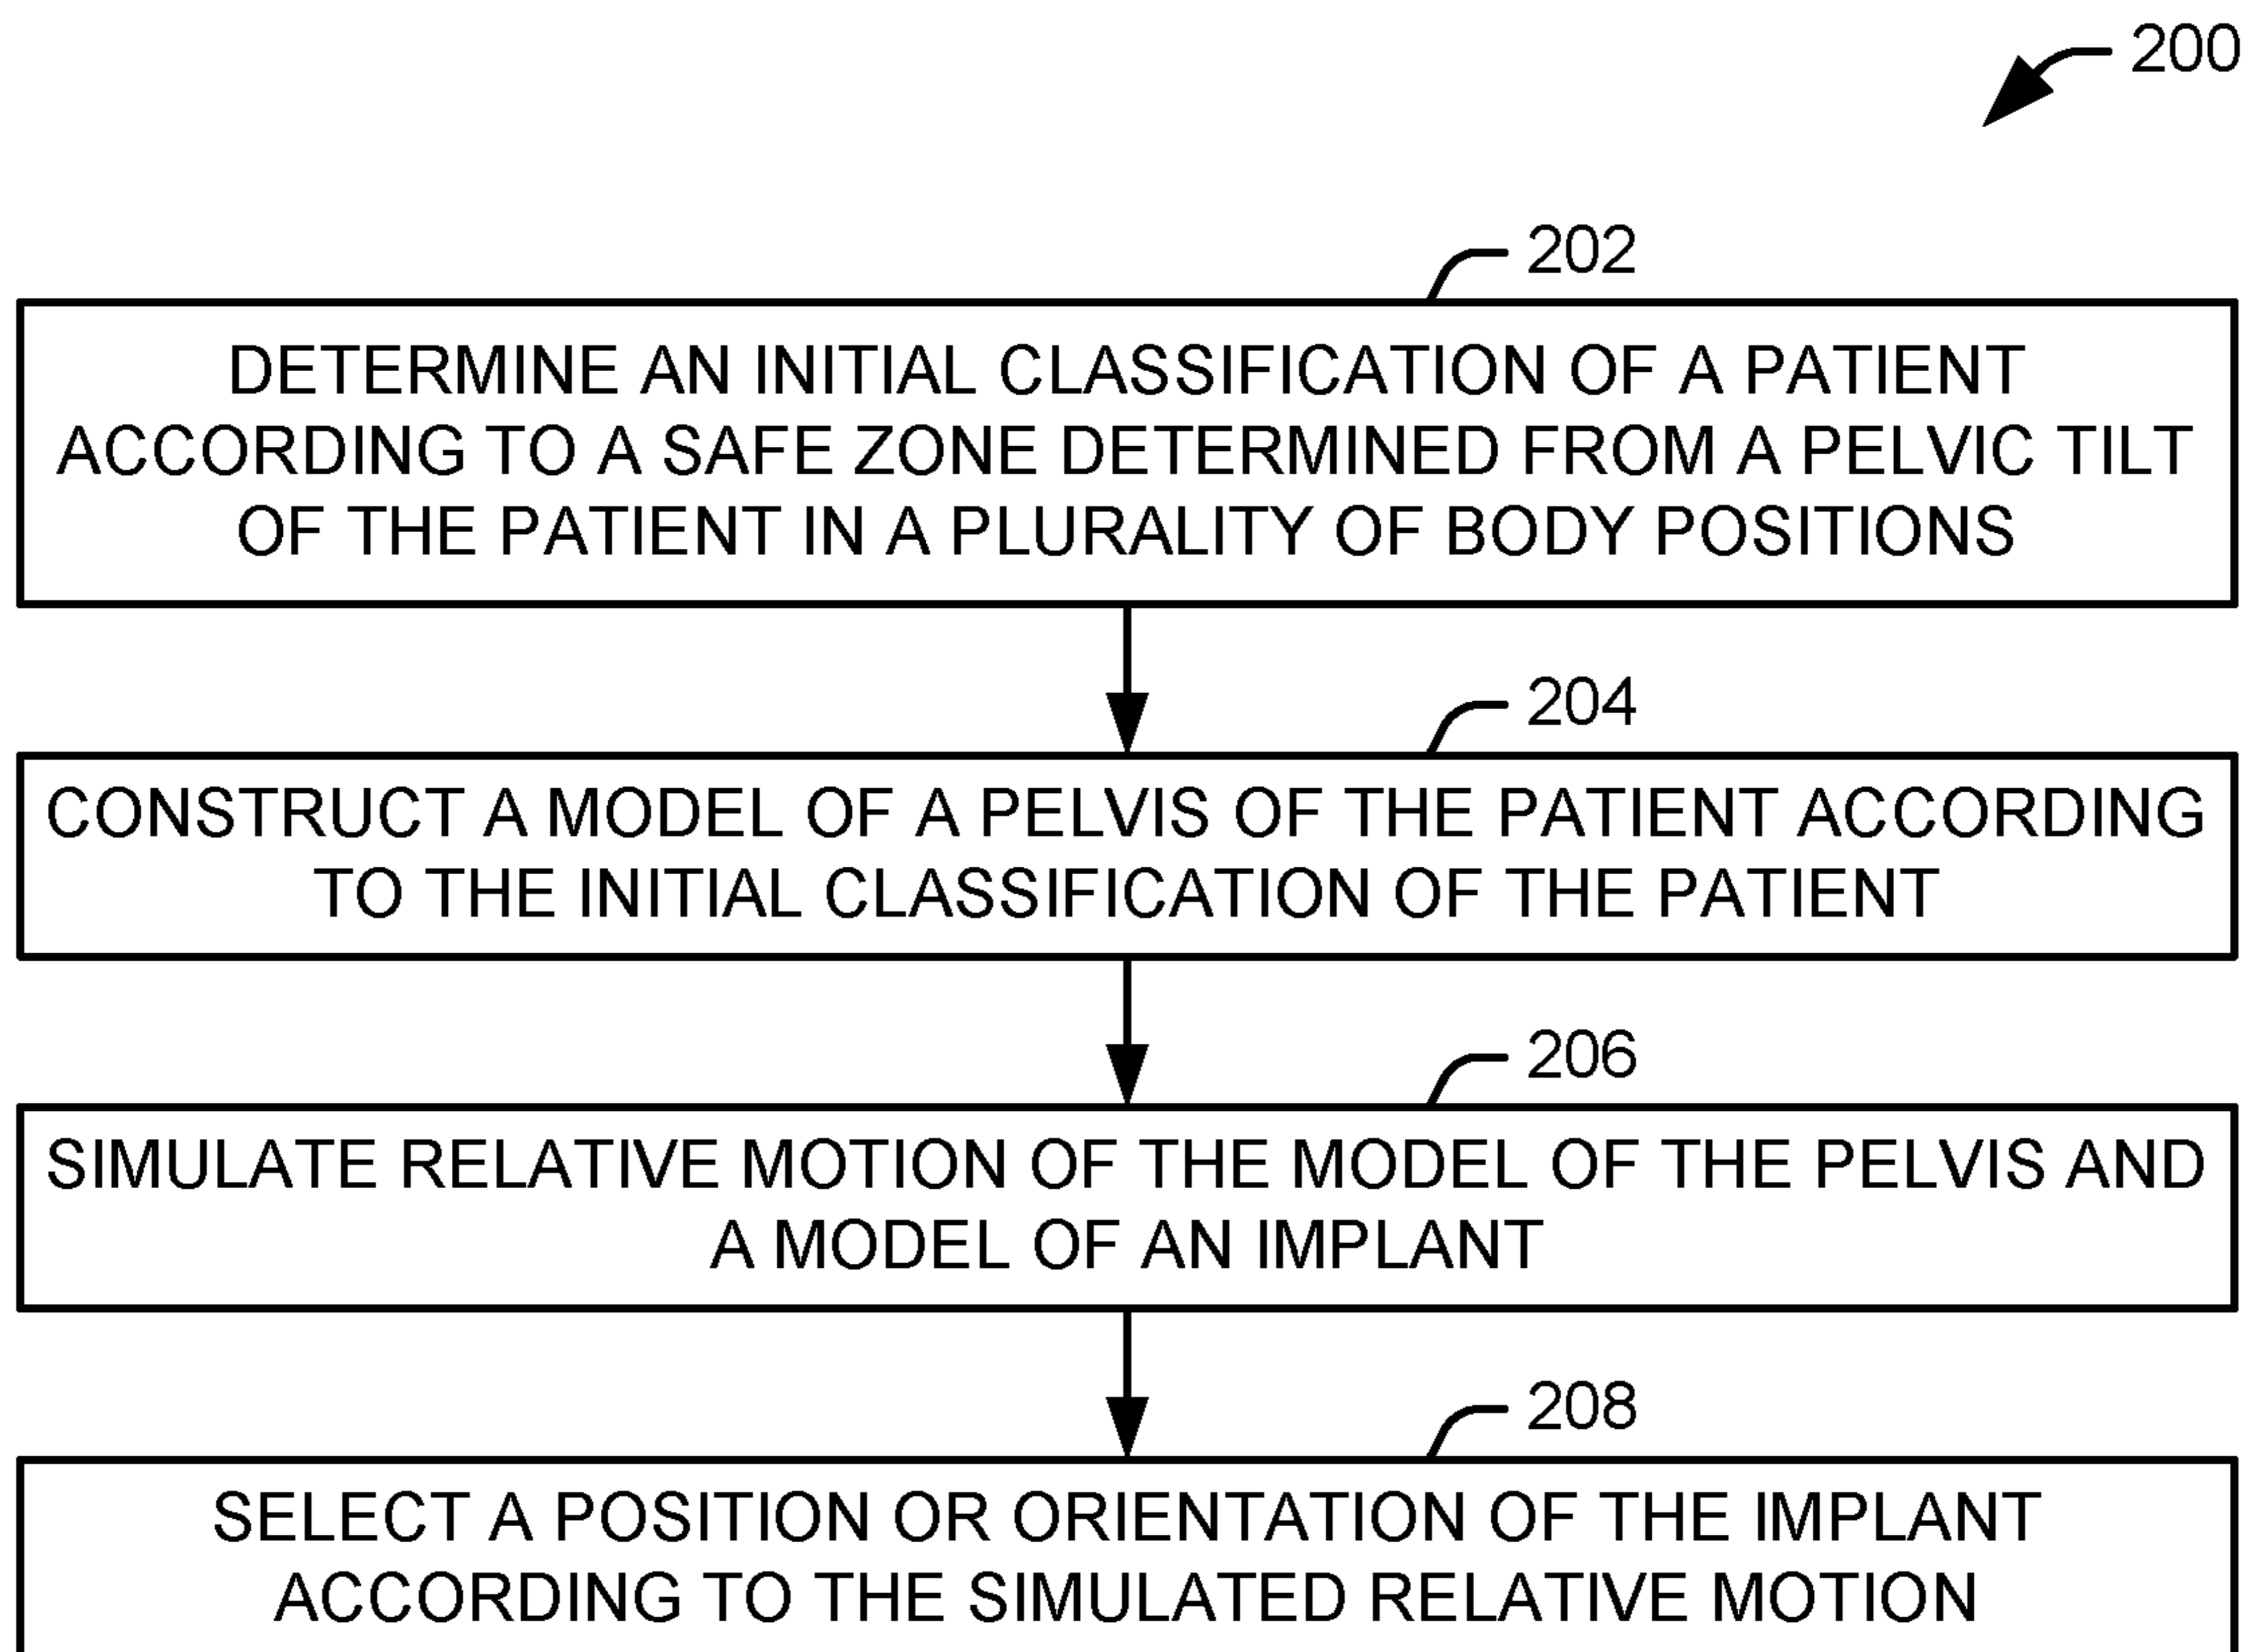 200
202
DETERMINE AN INITIAL CLASSIFICATION OF A PATIENT
ACCORDING TO A SAFE ZONE DETERMINED FROM A PELVIC TILT
OF THE PATIENT IN A PLURALITY OF BODY POSITIONS
204
CONSTRUCT A MODEL OF A PELVIS OF THE PATIENT ACCORDING
TO THE INITIAL CLASSIFICATION OF THE PATIENT
206
SIMULATE RELATIVE MOTION OF THE MODEL OF THE PELVIS AND
A MODEL OF AN IMPLANT
208
SELECT A POSITION OR ORIENTATION OF THE IMPLANT
ACCORDING TO THE SIMULATED RELATIVE MOTION